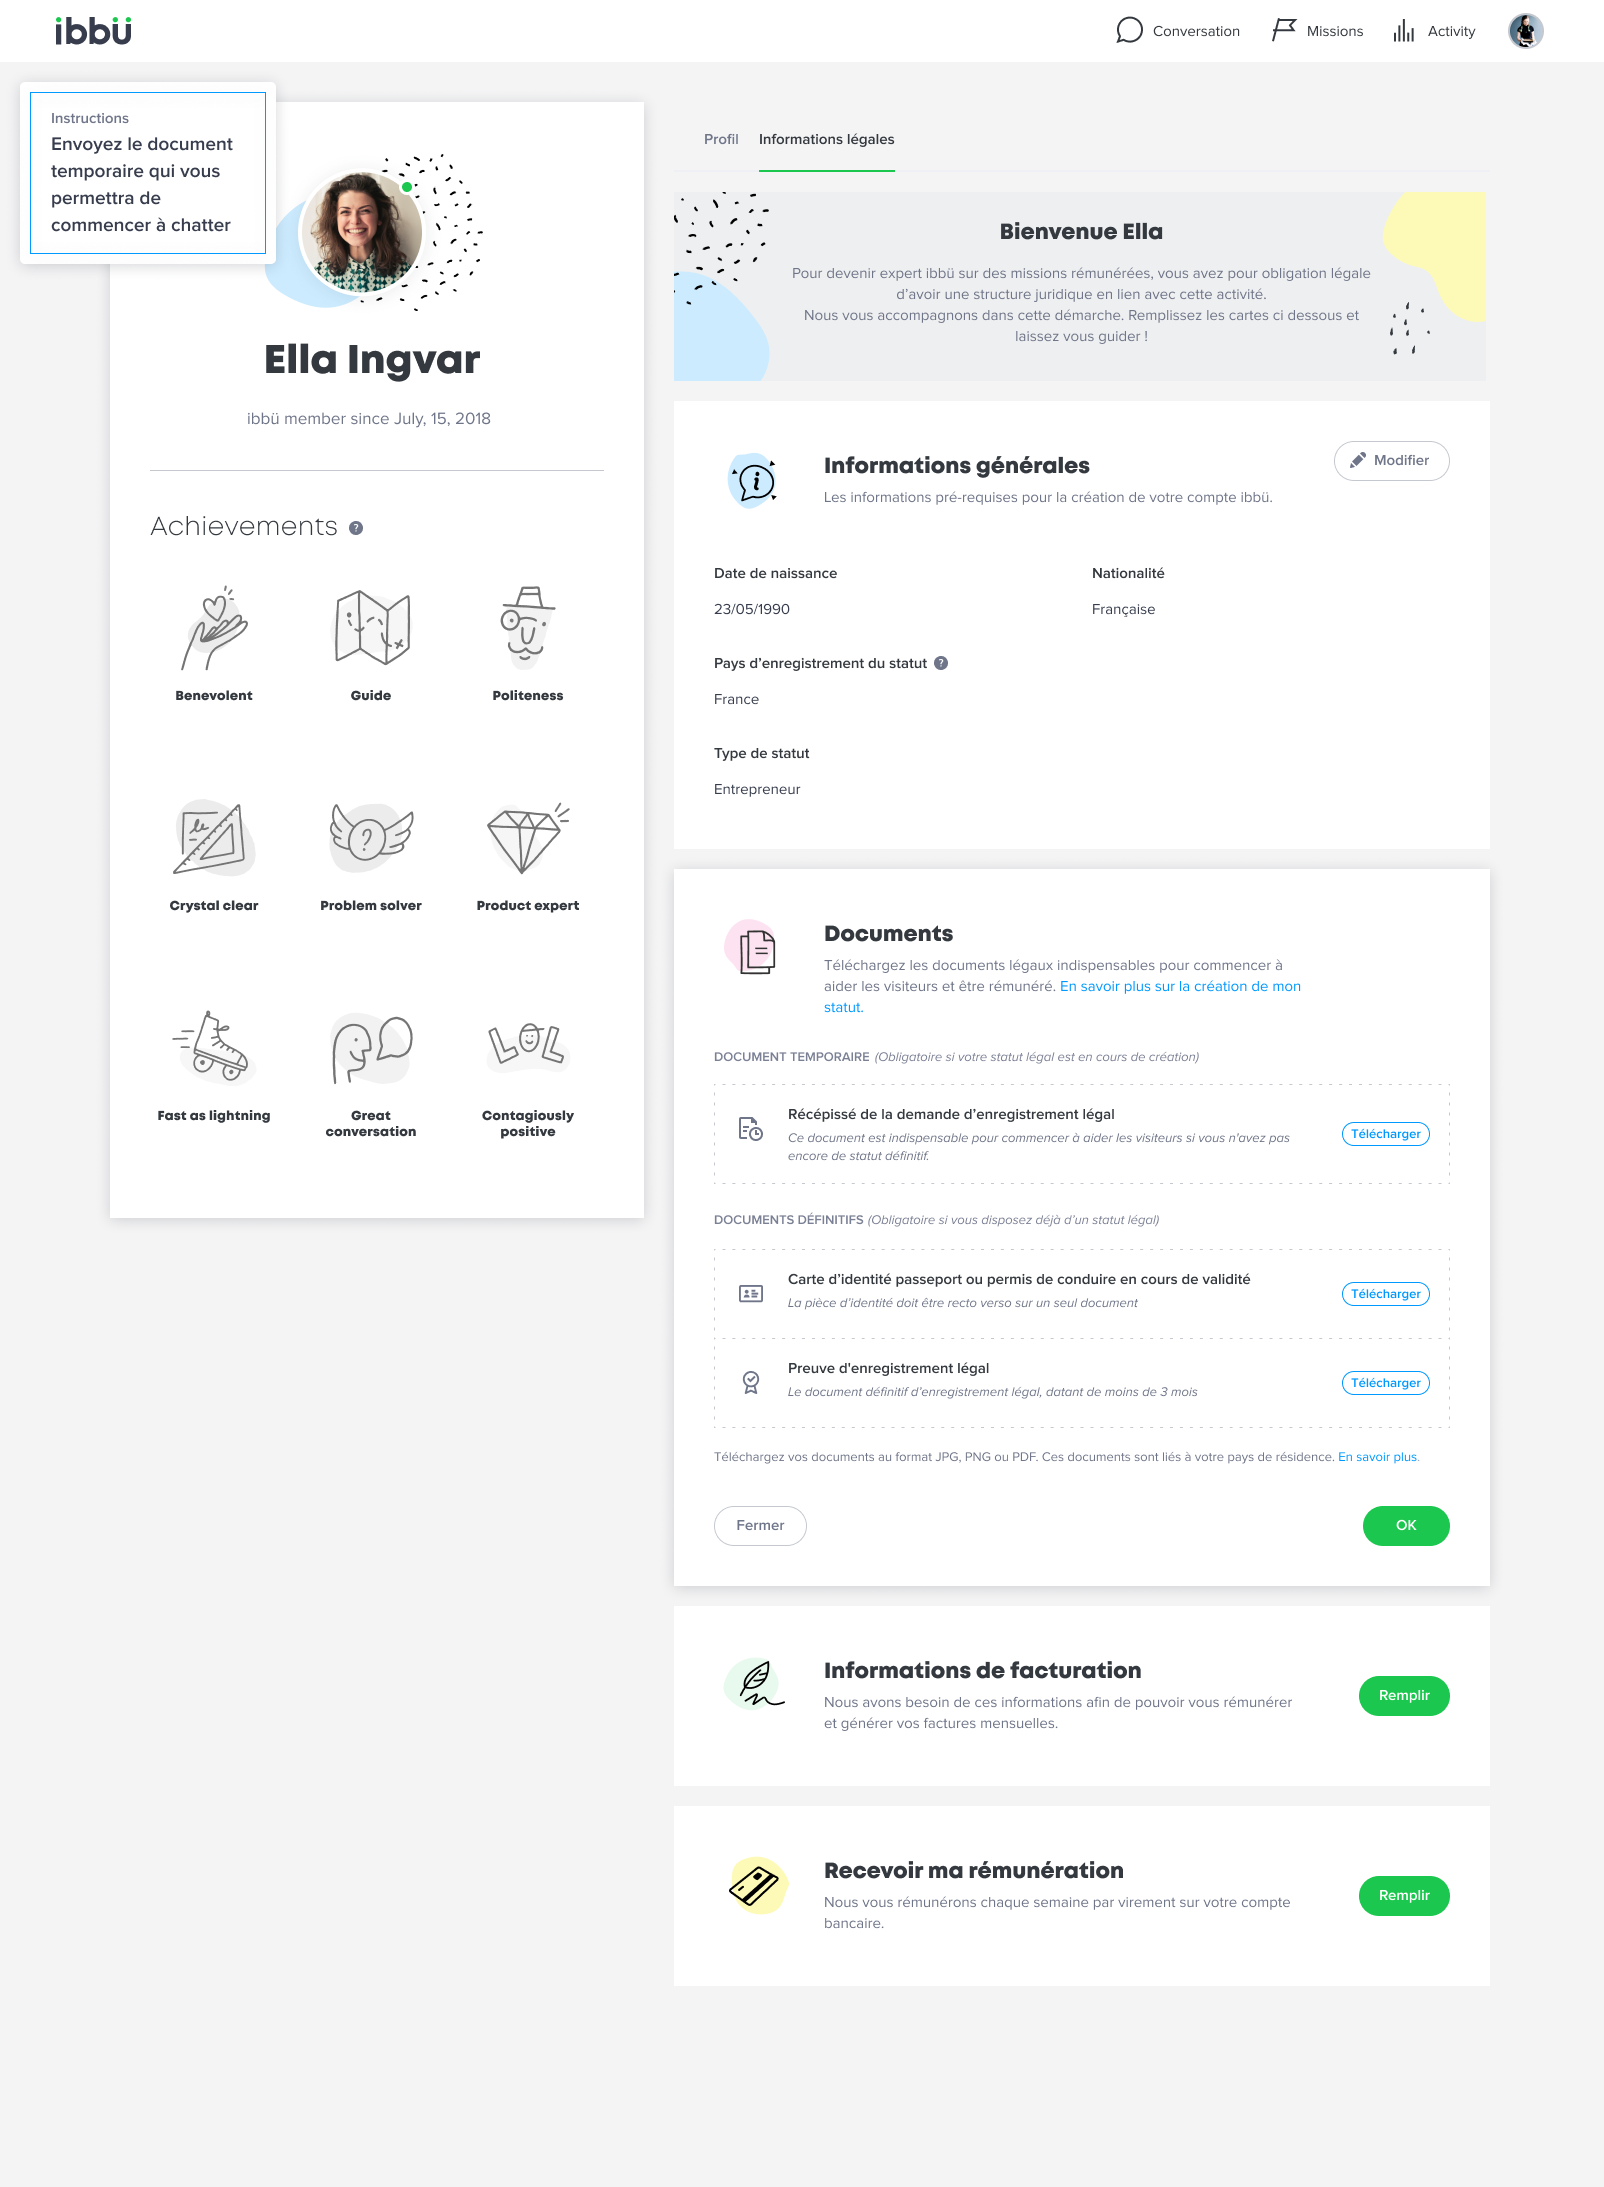 ibbü
Conversation
Missions
Activity
Instructions
Envoyez le document
temporaire qui vous
permettra de
commencer à chatter
Ella Ingvar
ibbü member since July, 15, 2018
Achievements ?
Benevolent
Guide
Politeness
le
?
Crystal clear
Problem solver
Product expert
LOL
Fast as lightning
Great
conversation
Contagiously
positive
Profil
Informations légales
Bienvenue Ella
Pour devenir expert ibbü sur des missions rémunérées, vous avez pour obligation légale
d’avoir une structure juridique en lien avec cette activité.
Nous vous accompagnons dans cette démarche. Remplissez les cartes ci dessous et
laissez vous guider !
i
Informations générales
Les informations pré-requises pour la création de votre compte ibbü.
Modifier
Date de naissance
23/05/1990
Nationalité
Française
Pays d’enregistrement du statut ?
France
Type de statut
Entrepreneur
Documents
Téléchargez les documents légaux indispensables pour commencer à
aider les visiteurs et être rémunéré. En savoir plus sur la création de mon
statut.
DOCUMENT TEMPORAIRE (Obligatoire si votre statut légal est en cours de création)
Récépissé de la demande d’enregistrement légal
Ce document est indispensable pour commencer à aider les visiteurs si vous n'avez pas
encore de statut définitif.
Télécharger
DOCUMENTS DÉFINITIFS (Obligatoire si vous disposez déjà d’un statut légal)
Carte d’identité passeport ou permis de conduire en cours de validité
La pièce d’identité doit être recto verso sur un seul document
Télécharger
Preuve d'enregistrement légal
Le document définitif d’enregistrement légal, datant de moins de 3 mois
Télécharger
Téléchargez vos documents au format JPG, PNG ou PDF. Ces documents sont liés à votre pays de résidence. En savoir plus.
Fermer
OK
Informations de facturation
Nous avons besoin de ces informations afin de pouvoir vous rémunérer
et générer vos factures mensuelles.
Remplir
Recevoir ma rémunération
Nous vous rémunérons chaque semaine par virement sur votre compte
bancaire.
Remplir